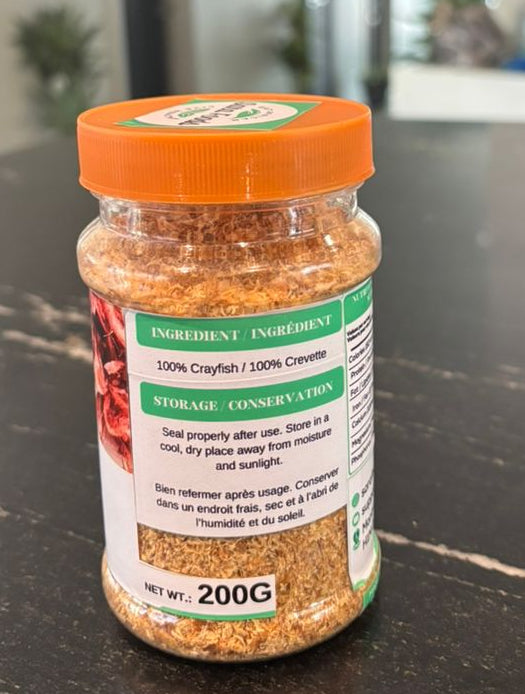 INGREDIENT / INGRÉDIENT
100% Crayfish / 100% Crevette
STORAGE / CONSERVATION
Seal properly after use. Store in a
cool, dry place away from moisture
and sunlight.
Bien refermer après usage. Conserver
dans un endroit frais, sec et à l'abri de
l'humidité et du soleil.
NET WT.: 200G